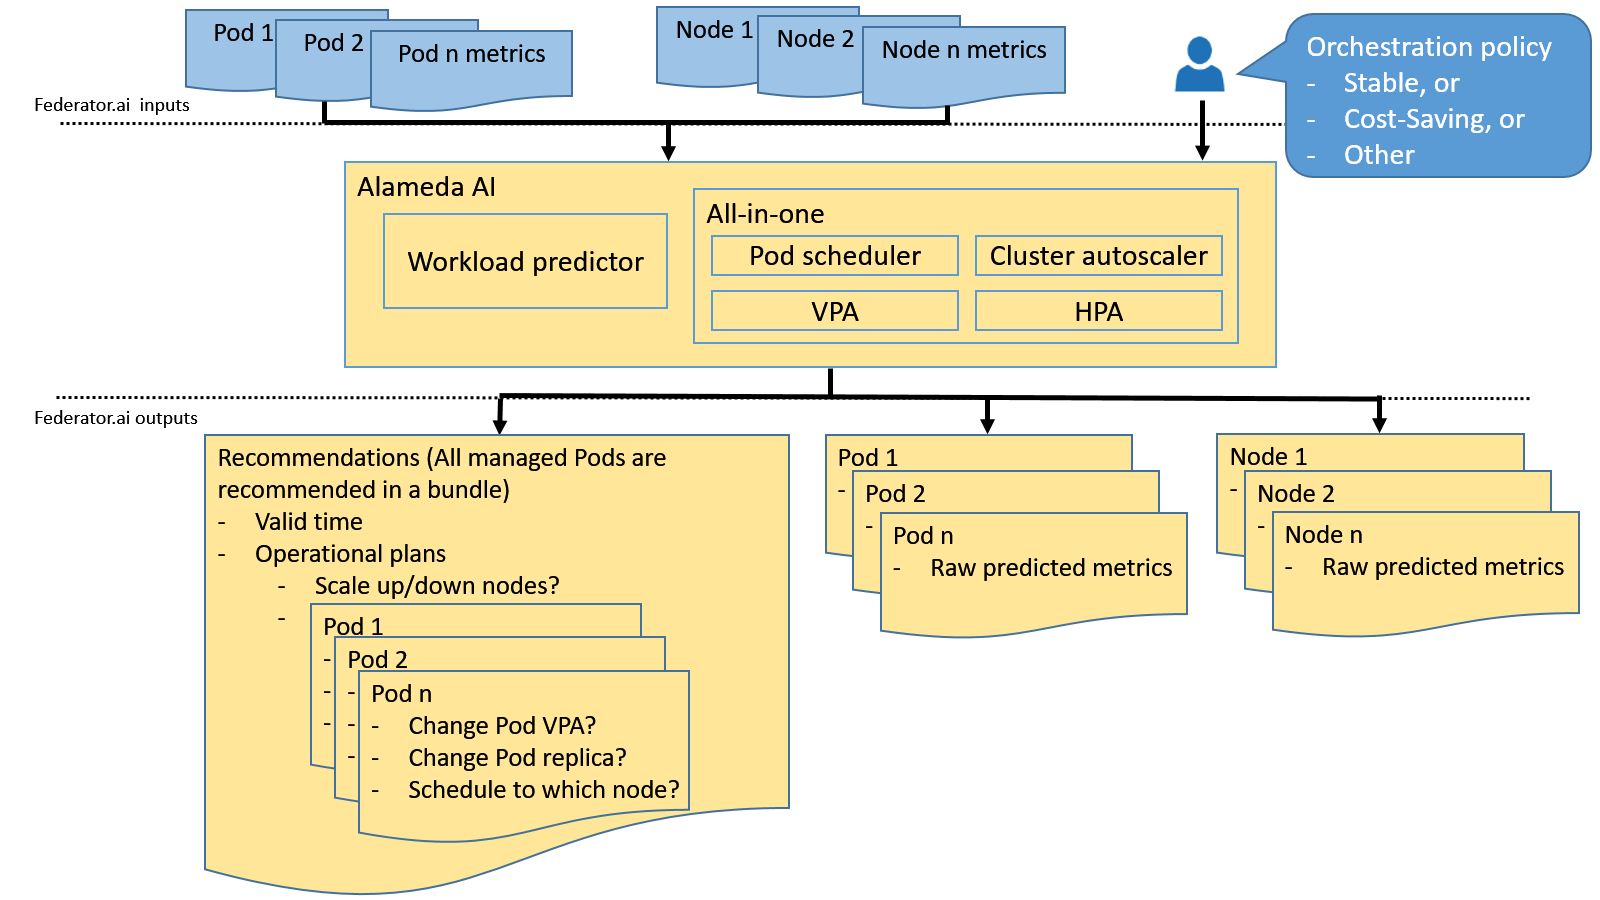 Pod 1
Pod 2
Pod n metrics
Node 1
Node 2
Node n metrics
Orchestration policy
- Stable, or
- Cost-Saving, or
- Other
Federator.ai inputs
Alameda AI
Workload predictor
All-in-one
Pod scheduler
Cluster autoscaler
VPA
HPA
Federator.ai outputs
Recommendations (All managed Pods are
recommended in a bundle)
- Valid time
- Operational plans
- Scale up/down nodes?
-
Pod 1
-
-
-
Pod 2
-
-
-
Pod n
- Change Pod VPA?
- Change Pod replica?
- Schedule to which node?
Pod 1
-
Pod 2
-
Pod n
- Raw predicted metrics
Node 1
-
Node 2
-
Node n
- Raw predicted metrics